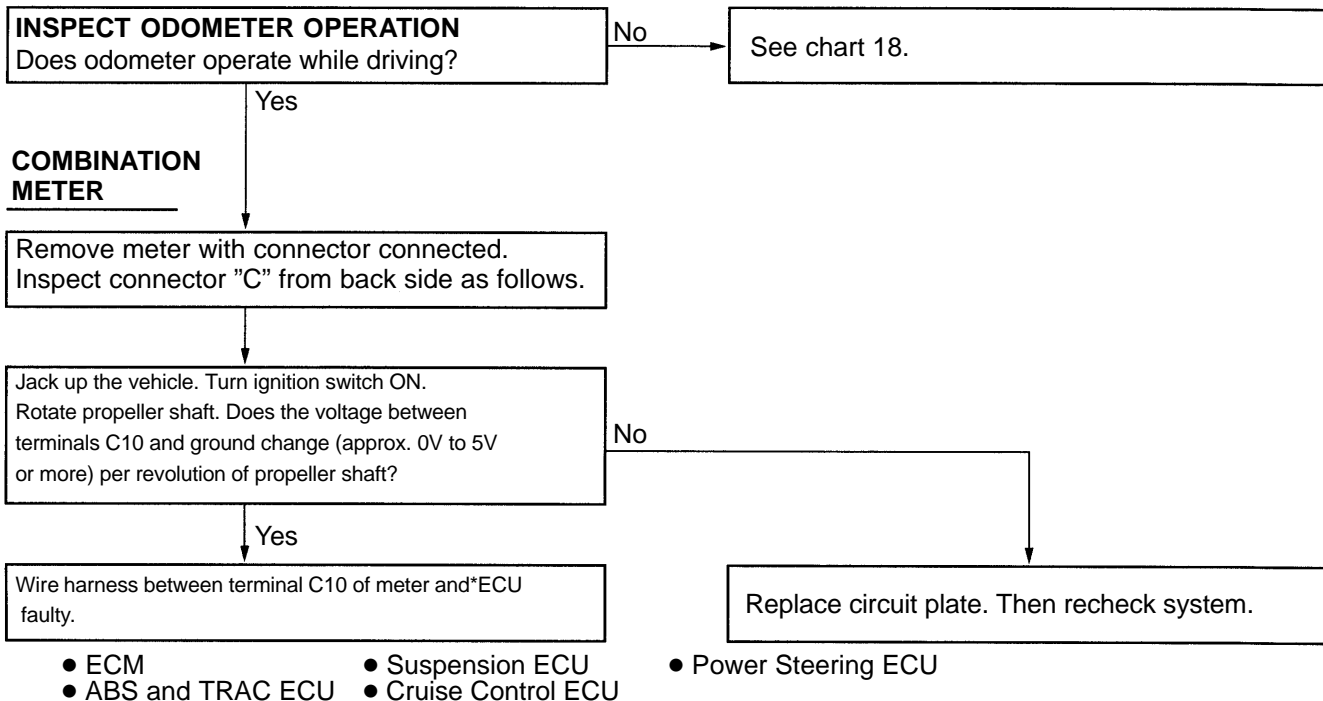 INSPECT ODOMETER OPERATION
Does odometer operate while driving?
No
See chart 18.
Yes
COMBINATION
METER
Remove meter with connector connected.
Inspect connector ”C” from back side as follows.
Jack up the vehicle. Turn ignition switch ON.
Rotate propeller shaft. Does the voltage between
terminals C10 and ground change (approx. 0V to 5V
or more) per revolution of propeller shaft?
No
Yes
Wire harness between terminal C10 of meter and*ECU
faulty.
Replace circuit plate. Then recheck system.
● ECM ● Suspension ECU ● Power Steering ECU
● ABS and TRAC ECU ● Cruise Control ECU